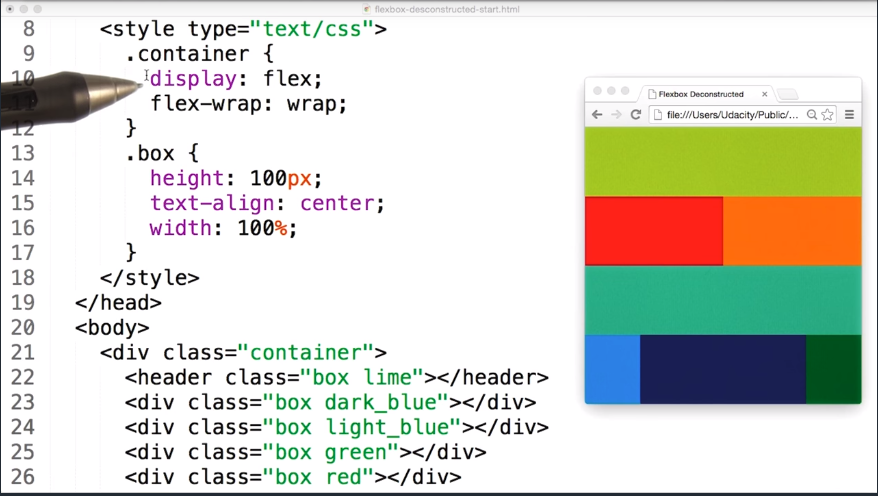 flexbox-desconstructed-start.html
8 <style type="text/css">
9 .container {
10 display: flex;
11 flex-wrap: wrap;
12 }
13 .box {
14 height: 100px;
15 text-align: center;
16 width: 100%;
17 }
18 </style>
19 </head>
20 <body>
21 <div class="container">
22 <header class="box lime"></header>
23 <div class="box dark_blue"></div>
24 <div class="box light_blue"></div>
25 <div class="box green"></div>
26 <div class="box red"></div>
Flexbox Deconstructed
file:///Users/Udacity/Public/...